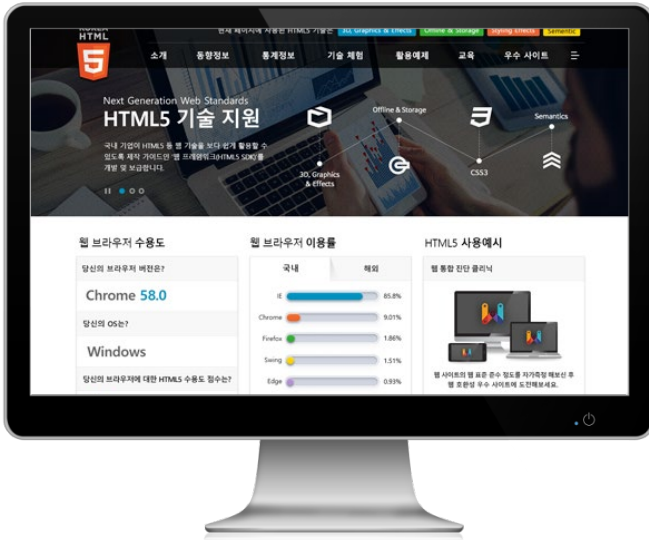 KOREA
HTML
5
현재 페이지에 사용된 HTML5 기술은 3D, Graphics & Effects Offline & Storage Styling Effects Semantic
소개 동향정보 통계정보 기술 체험 활용예제 교육 우수 사이트
Next Generation Web Standards
HTML5 기술 지원
국내 기업이 HTML5 등 웹 기술을 보다 쉽게 활용할 수
있도록 제작 가이드인 '웹 프레임워크(HTML5 SDK)'를
개발 및 보급합니다.
Offline & Storage
Semantics
3D, Graphics
& Effects
CSS3
웹 브라우저 수용도
당신의 브라우저 버전은?
Chrome 58.0
당신의 OS는?
Windows
당신의 브라우저에 대한 HTML5 수용도 점수는?
웹 브라우저 이용률
국내 해외
IE 85.8%
Chrome 9.01%
Firefox 1.86%
Swing 1.51%
Edge 0.93%
HTML5 사용예시
웹 통합 진단 클리닉
웹 사이트의 웹 표준 준수 정도를 자가측정 해보신 후
웹 호환성 우수 사이트에 도전해보세요.